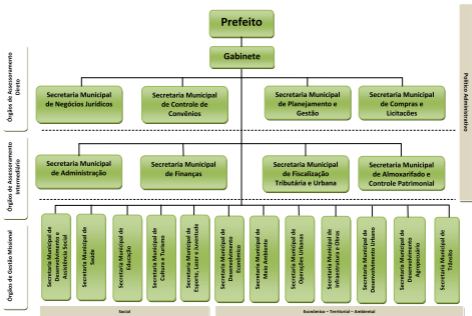 Prefeito
Gabinete
Órgãos de Assessoramento
Direto
Secretaria Municipal
de Negócios Jurídicos
Secretaria Municipal
de Controle de
Convênios
Secretaria Municipal
de Planejamento e
Gestão
Secretaria Municipal
de Compras e
Licitações
Político Administrativo
Órgãos de Assessoramento
Intermediário
Secretaria Municipal
de Administração
Secretaria Municipal
de Finanças
Secretaria Municipal
de Fiscalização
Tributária e Urbana
Secretaria Municipal
de Almoxarifado e
Controle Patrimonial
Órgãos de Gestão Missional
Secretaria Municipal de
Desenvolvimento e
Assistência Social
Secretaria Municipal de
Saúde
Secretaria Municipal de
Educação
Secretaria Municipal de
Cultura e Turismo
Secretaria Municipal de
Esporte, Lazer e Juventude
Secretaria Municipal de
Desenvolvimento
Econômico
Secretaria Municipal de
Meio Ambiente
Secretaria Municipal de
Operações Urbanas
Secretaria Municipal de
Infraestrutura e Obras
Secretaria Municipal de
Desenvolvimento Urbano
Secretaria Municipal de
Desenvolvimento
Agropecuário
Secretaria Municipal de
Trânsito
Social
Econômico – Territorial – Ambiental